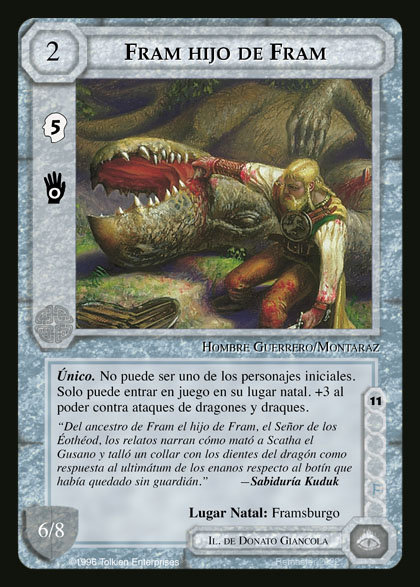 2
FRAM HIJO DE FRAM
5
HOMBRE GUERRERO/MONTARAZ
Único. No puede ser uno de los personajes iniciales.
Solo puede entrar en juego en su lugar natal. +3 al
poder contra ataques de dragones y draques.
11
“Del ancestro de Fram el hijo de Fram, el Señor de los
Éothéod, los relatos narran cómo mató a Scatha el
Gusano y talló un collar con los dientes del dragón como
respuesta al ultimátum de los enanos respecto al botín que
había quedado sin guardián.” —Sabiduría Kuduk
F
Lugar Natal: Framsburgo
6/8
IL. DE DONATO GIANCOLA
©1996 Tolkien Enterprises